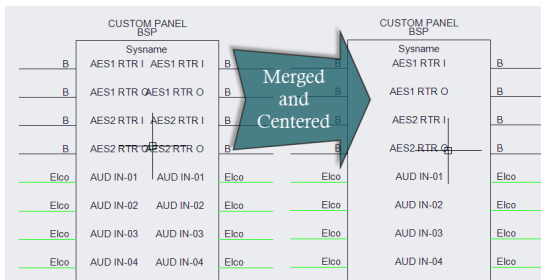 CUSTOM PANEL
BSP
Sysname
B AES1 RTR I AES1 RTR I B
B AES1 RTR O AES1 RTR O B
B AES2 RTR I AES2 RTR I B
B AES2 RTR O AES2 RTR O B
Elco AUD IN-01 AUD IN-01 Elco
Elco AUD IN-02 AUD IN-02 Elco
Elco AUD IN-03 AUD IN-03 Elco
Elco AUD IN-04 AUD IN-04 Elco
Merged
and
Centered
CUSTOM PANEL
BSP
Sysname
B AES1 RTR I B
B AES1 RTR O B
B AES2 RTR I B
B AES2 RTR O B
Elco AUD IN-01 Elco
Elco AUD IN-02 Elco
Elco AUD IN-03 Elco
Elco AUD IN-04 Elco